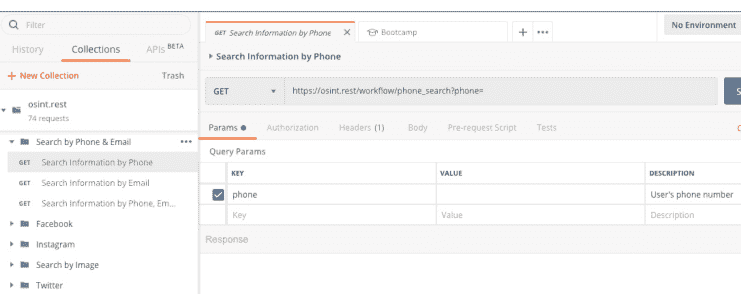 Filter
GET Search Information by Phone X Bootcamp + ••• No Environment
History Collections APIs BETA
Search Information by Phone
+ New Collection Trash
GET https://osint.rest/workflow/phone_search?phone=
osint.rest
74 requests
Params Authorization Headers (1) Body Pre-request Script Tests
Search by Phone & Email •••
Query Params
GET Search Information by Phone
KEY VALUE DESCRIPTION
GET Search Information by Email
phone User's phone number
GET Search Information by Phone, Em...
Key Value Description
Facebook
Response
Instagram
Search by Image
Twitter